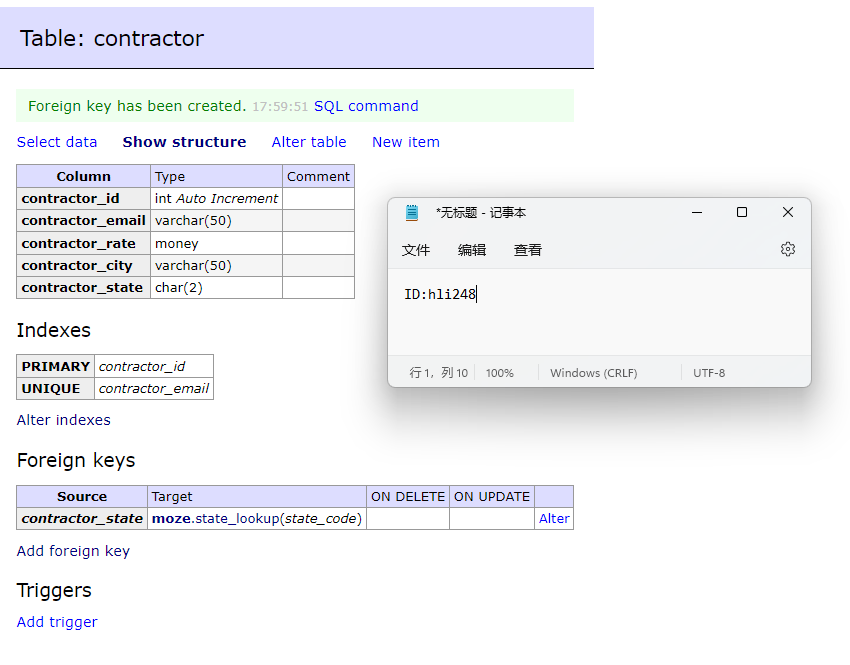 Table: contractor
Foreign key has been created. 17:59:51 SQL command
Select data Show structure Alter table New item
Column Type Comment
contractor_id int Auto Increment
contractor_email varchar(50)
contractor_rate money
contractor_city varchar(50)
contractor_state char(2)
*无标题 - 记事本
文件 编辑 查看
ID:hli248
行 1，列 10 100% Windows (CRLF) UTF-8
Indexes
PRIMARY contractor_id
UNIQUE contractor_email
Alter indexes
Foreign keys
Source Target ON DELETE ON UPDATE
contractor_state moze.state_lookup(state_code) Alter
Add foreign key
Triggers
Add trigger